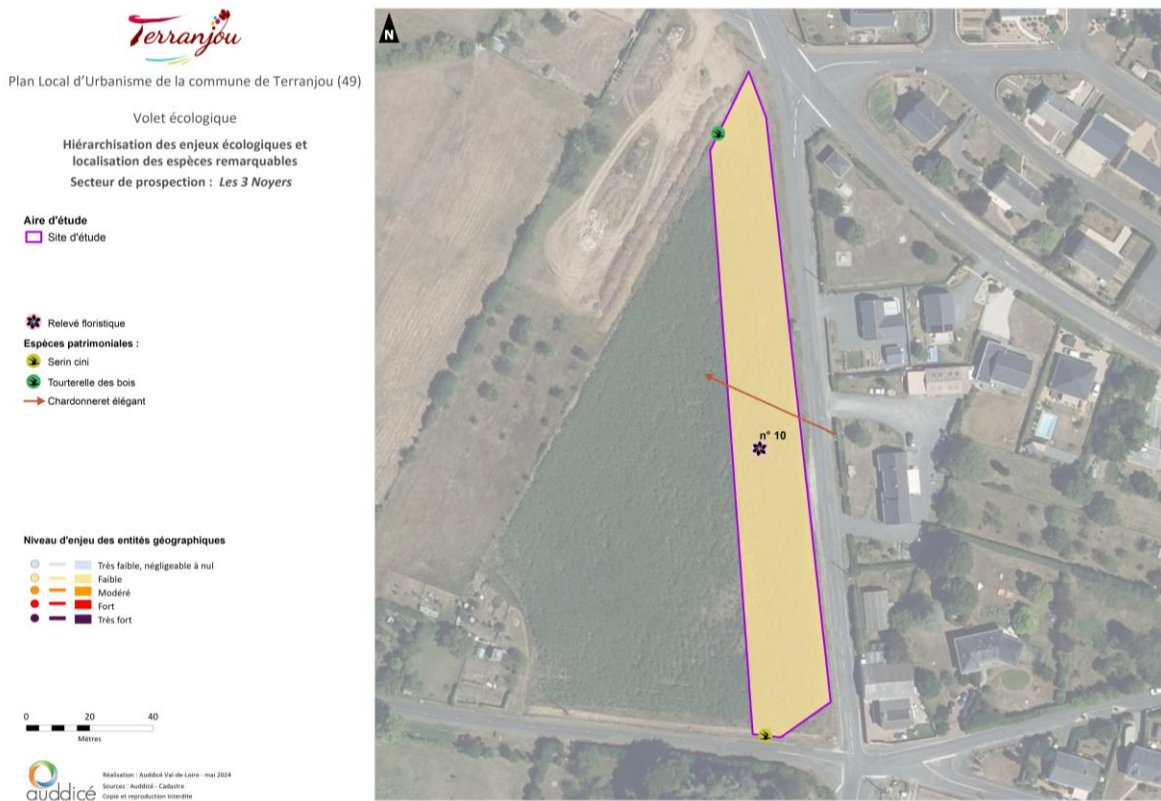 Terranjou
Plan Local d'Urbanisme de la commune de Terranjou (49)
Volet écologique
Hiérarchisation des enjeux écologiques et
localisation des espèces remarquables
Secteur de prospection : Les 3 Noyers
Aire d'étude
Site d'étude
Relevé floristique
Espèces patrimoniales :
Serin cini
Tourterelle des bois
Chardonneret élégant
Niveau d'enjeu des entités géographiques
Très faible, négligeable à nul
Faible
Modéré
Fort
Très fort
0 20 40
Mètres
auddicé
Réalisation : Auddicé Val-de-Loire - mai 2024
Sources : Auddicé - Cadastre
Copie et reproduction interdite
N
n° 10